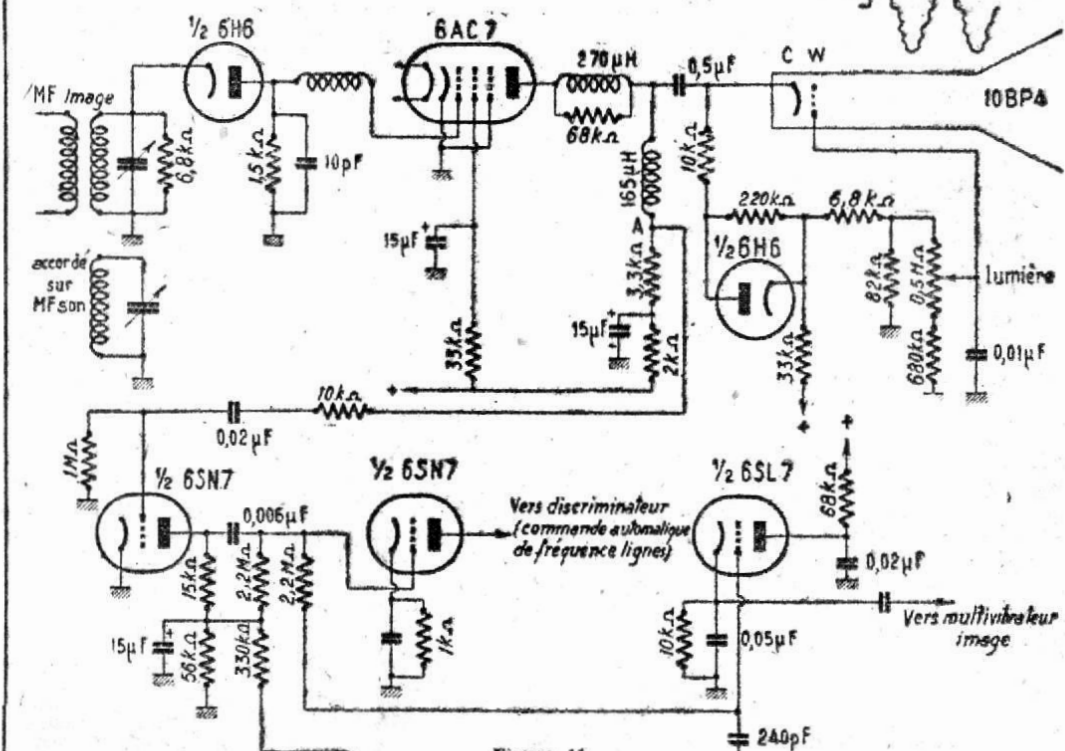 ½ 6H6
6AC7
270µH
0,5µF
C W
MF Image
10BP4
68kΩ
6,8kΩ
1,5kΩ
10pF
10kΩ
165µH
220kΩ
6,8kΩ
A
15µF
½ 6H6
accordé
sur
MF son
3,3kΩ
82kΩ
0,5MΩ
lumière
15µF
2kΩ
33kΩ
33kΩ
680kΩ
0,01µF
+
+
10kΩ
0,02µF
1MΩ
½ 6SN7
½ 6SN7
½ 6SL7
+
0,006µF
Vers discriminateur
(commande automatique
de fréquence lignes)
68kΩ
15kΩ
2,2MΩ
2,2MΩ
0,02µF
15µF
56kΩ
330kΩ
1kΩ
10kΩ
0,05µF
Vers multivibrateur
image
240pF